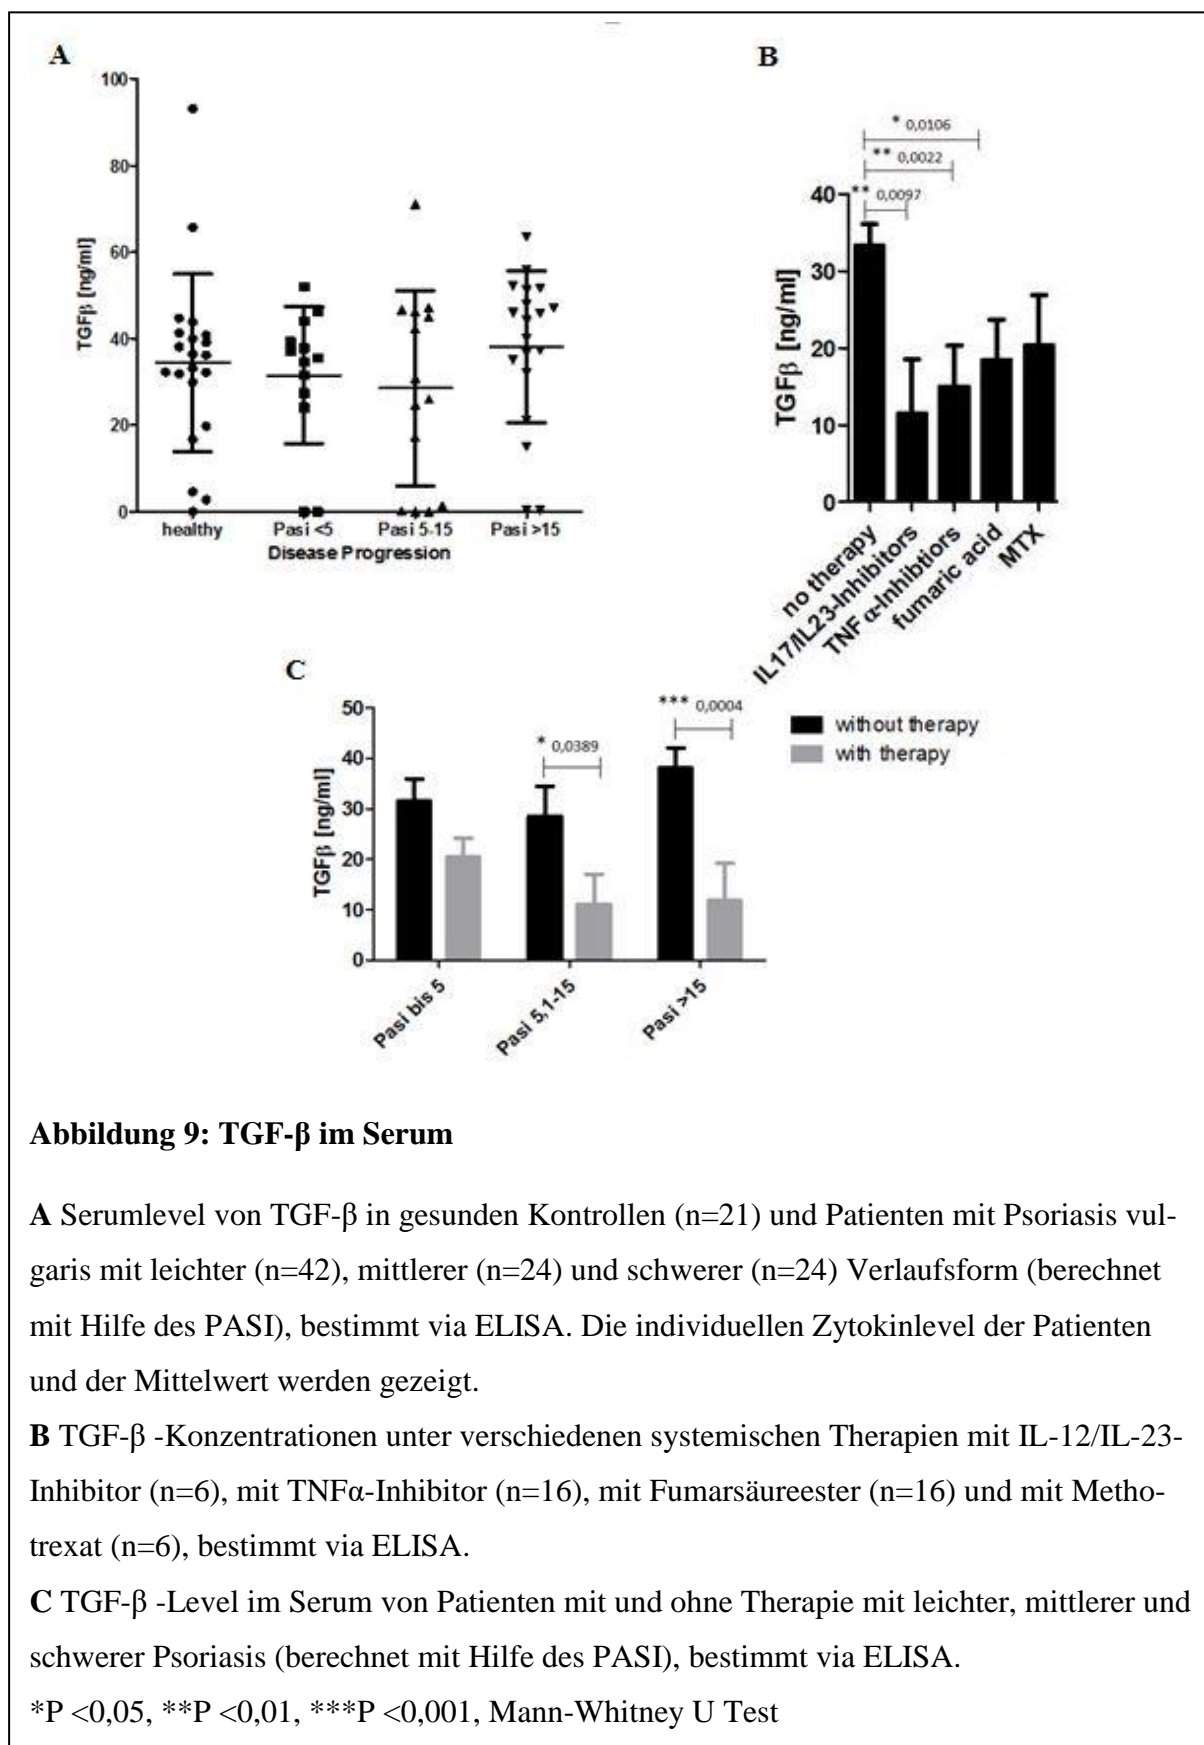 A
100
80
60
40
20
0
TGFβ [ng/ml]
healthy
Pasi <5
Pasi 5-15
Pasi >15
Disease Progression
B
* 0,0106
** 0,0022
** 0,0097
40
30
20
10
0
TGFβ [ng/ml]
no therapy
IL17/IL23-Inhibitors
TNFα-Inhibtiors
fumaric acid
MTX
C
50
40
30
20
10
0
TGFβ [ng/ml]
* 0,0389
*** 0,0004
Pasi bis 5
Pasi 5,1-15
Pasi >15
without therapy
with therapy
Abbildung 9: TGF-β im Serum
A Serumlevel von TGF-β in gesunden Kontrollen (n=21) und Patienten mit Psoriasis vul-
garis mit leichter (n=42), mittlerer (n=24) und schwerer (n=24) Verlaufsform (berechnet
mit Hilfe des PASI), bestimmt via ELISA. Die individuellen Zytokinlevel der Patienten
und der Mittelwert werden gezeigt.
B TGF-β -Konzentrationen unter verschiedenen systemischen Therapien mit IL-12/IL-23-
Inhibitor (n=6), mit TNFα-Inhibitor (n=16), mit Fumarsäureester (n=16) und mit Metho-
trexat (n=6), bestimmt via ELISA.
C TGF-β -Level im Serum von Patienten mit und ohne Therapie mit leichter, mittlerer und
schwerer Psoriasis (berechnet mit Hilfe des PASI), bestimmt via ELISA.
*P <0,05, **P <0,01, ***P <0,001, Mann-Whitney U Test